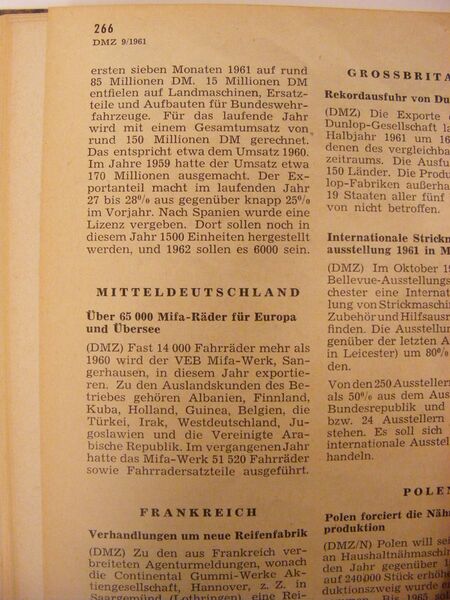 266
DMZ 9/1961
ersten sieben Monaten 1961 auf rund
85 Millionen DM. 15 Millionen DM
entfielen auf Landmaschinen, Ersatz-
teile und Aufbauten für Bundeswehr-
fahrzeuge. Für das laufende Jahr
wird mit einem Gesamtumsatz von
rund 150 Millionen DM gerechnet.
Das entspricht etwa dem Umsatz 1960.
Im Jahre 1959 hatte der Umsatz etwa
170 Millionen ausgemacht. Der Ex-
portanteil macht im laufenden Jahr
27 bis 28% aus gegenüber knapp 25%
im Vorjahr. Nach Spanien wurde eine
Lizenz vergeben. Dort sollen noch in
diesem Jahr 1500 Einheiten hergestellt
werden, und 1962 sollen es 6000 sein.
MITTELDEUTSCHLAND
Über 65 000 Mifa-Räder für Europa
und Übersee
(DMZ) Fast 14 000 Fahrräder mehr als
1960 wird der VEB Mifa-Werk, San-
gerhausen, in diesem Jahr exportie-
ren. Zu den Auslandskunden des Be-
triebes gehören Albanien, Finnland,
Kuba, Holland, Guinea, Belgien, die
Türkei, Irak, Westdeutschland, Ju-
goslawien und die Vereinigte Ara-
bische Republik. Im vergangenen Jahr
hatte das Mifa-Werk 51 520 Fahrräder
sowie Fahrradersatzteile ausgeführt.
FRANKREICH
Verhandlungen um neue Reifenfabrik
(DMZ) Zu den aus Frankreich ver-
breiteten Agenturmeldungen, wonach
die Continental Gummi-Werke Ak-
tiengesellschaft, Hannover, z. Z. in
Saargemünd (Lothringen), eine Rei-
GROSSBRITA
Rekordausfuhr von Du
(DMZ) Die Exporte
Dunlop-Gesellschaft la
Halbjahr 1961 um 16
denen des vergleichba
zeitraums. Die Ausfu
150 Länder. Die Produ
lop-Fabriken außerha
19 Staaten aller fünf
von nicht betroffen.
Internationale Strickm
ausstellung 1961 in M
(DMZ) Im Oktober 19
Bellevue-Ausstellungs
chester eine Internat
lung von Strickmaschi
Zubehör und Hilfsausr
finden. Die Ausstellun
genüber der letzten A
in Leicester) um 80%
den.
Von den 250 Aussteller
als 50% aus dem Aus
Bundesrepublik und
bzw. 24 Ausstellern
stehen. Es soll sich
internationale Ausstel
handeln.
POLEN
Polen forciert die Näh
produktion
(DMZ/N) Polen will sei
an Haushaltnähmaschin
den
auf 240 000 Stück erhöh
duktionszweig wurde e